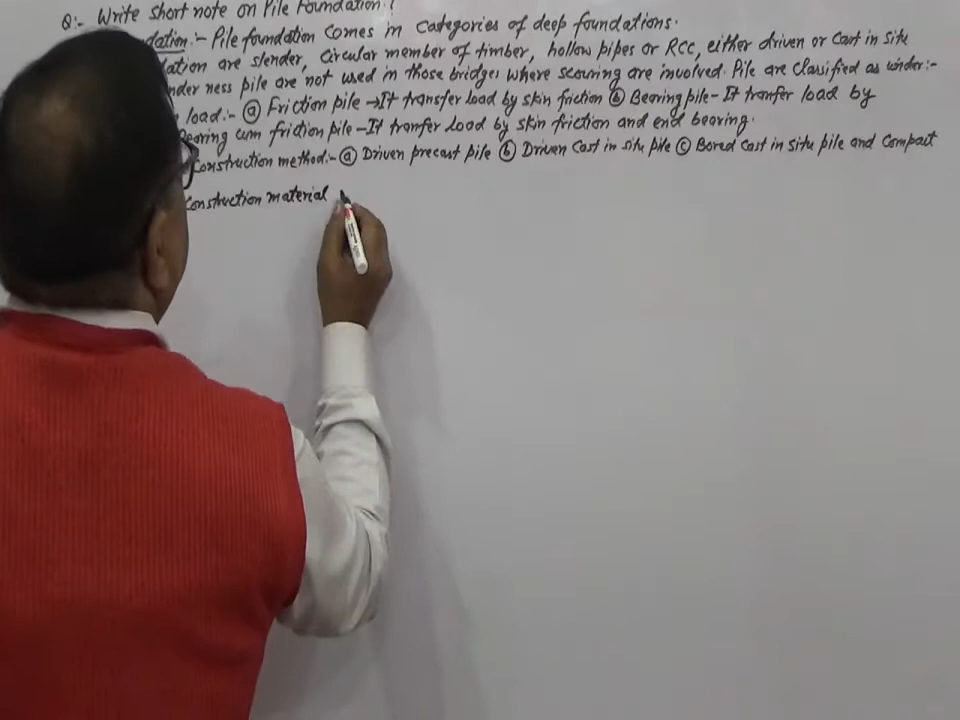 Q:- Write short note on Pile Foundation?
dation:- Pile foundation comes in categories of deep foundations.
dation are slender, Circular member of timber, hollow pipes or RCC, either driven or Cast in Situ
nder ness pile are not used in those bridges where scouring are involved. Pile are Classified as under:-
load:- (a) Friction pile → It transfer Load by skin friction (b) Bearing pile - It tranfer load by
Bearing cum friction pile - It tranfer Load by skin friction and end bearing.
Construction method:- (a) Driven precast pile (b) Driven Cast in situ pile (c) Bored Cast in situ pile and Compact
Construction material